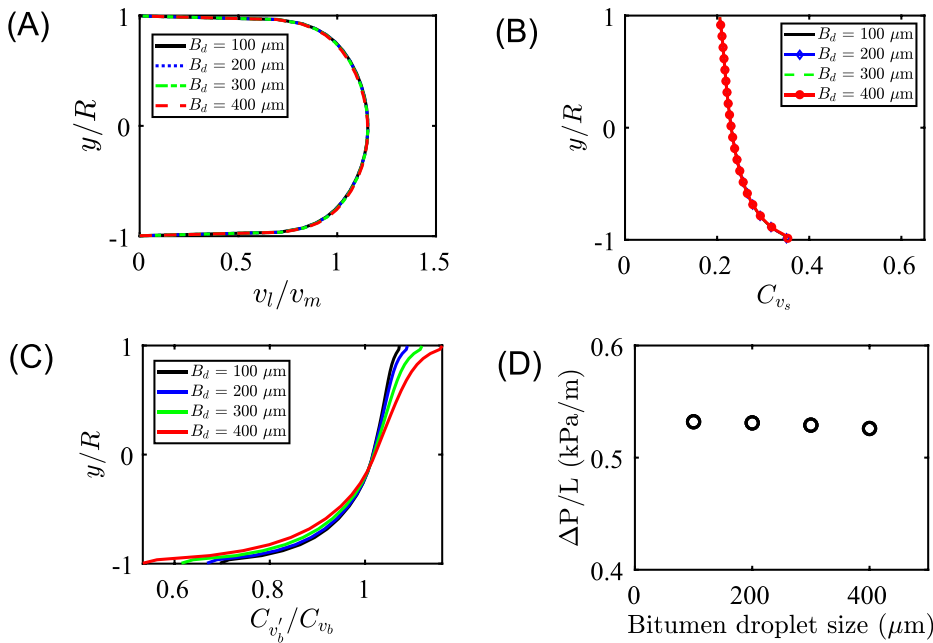 (A)
1
0
-1
y/R
B_d = 100 μm
B_d = 200 μm
B_d = 300 μm
B_d = 400 μm
0 0.5 1 1.5
v_l/v_m
(B)
1
0
-1
y/R
B_d = 100 μm
B_d = 200 μm
B_d = 300 μm
B_d = 400 μm
0 0.2 0.4 0.6
C_{v_s}
(C)
1
0
-1
y/R
B_d = 100 μm
B_d = 200 μm
B_d = 300 μm
B_d = 400 μm
0.6 0.8 1
C_{v_b'}/C_{v_b}
(D)
0.6
0.5
0.4
ΔP/L (kPa/m)
0 200 400
Bitumen droplet size (μm)